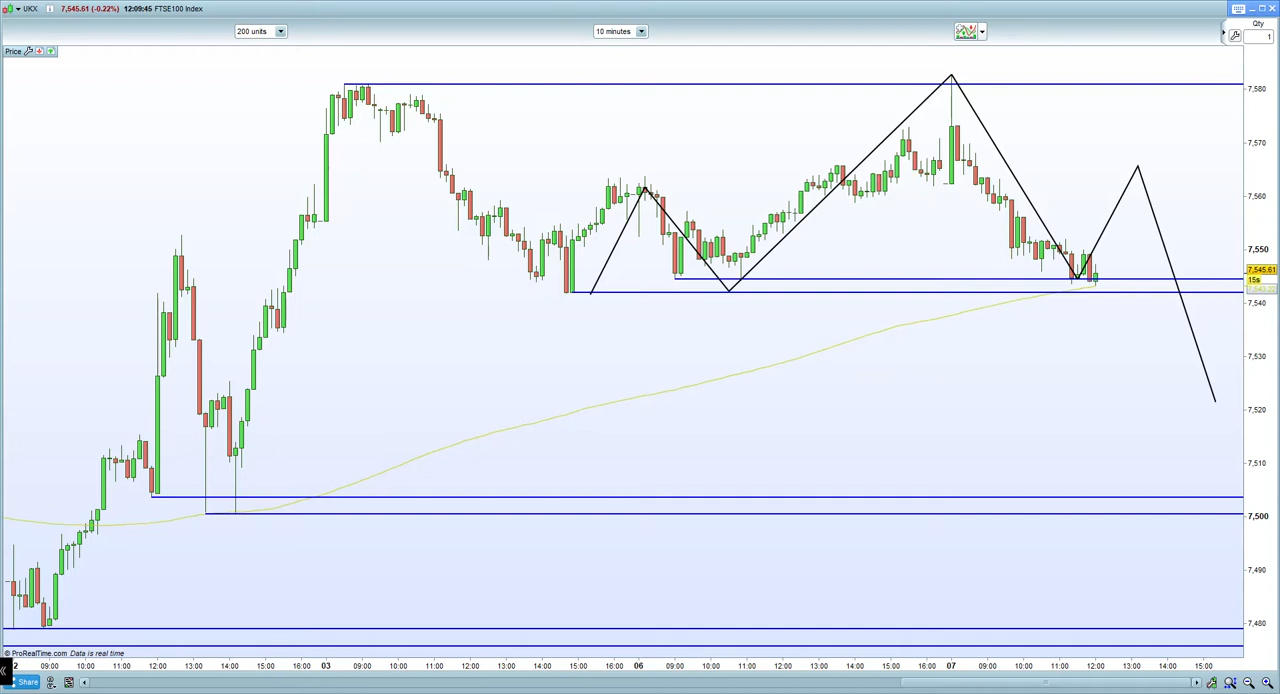 UKX 7,545.61 (-0.22%) 12:09:45 FTSE100 Index
Qty
200 units 10 minutes 1
Price
7,580
7,570
7,560
7,550
7,545.61
15s
7,540
7,530
7,520
7,510
7,500
7,490
7,480
© ProRealTime.com Data is real time
2 09:00 10:00 11:00 12:00 13:00 14:00 15:00 16:00 18:00 03 09:00 10:00 11:00 12:00 13:00 14:00 15:00 16:00 06 09:00 10:00 11:00 12:00 13:00 14:00 15:00 16:00 07 09:00 10:00 11:00 12:00 13:00 14:00 15:00
Share